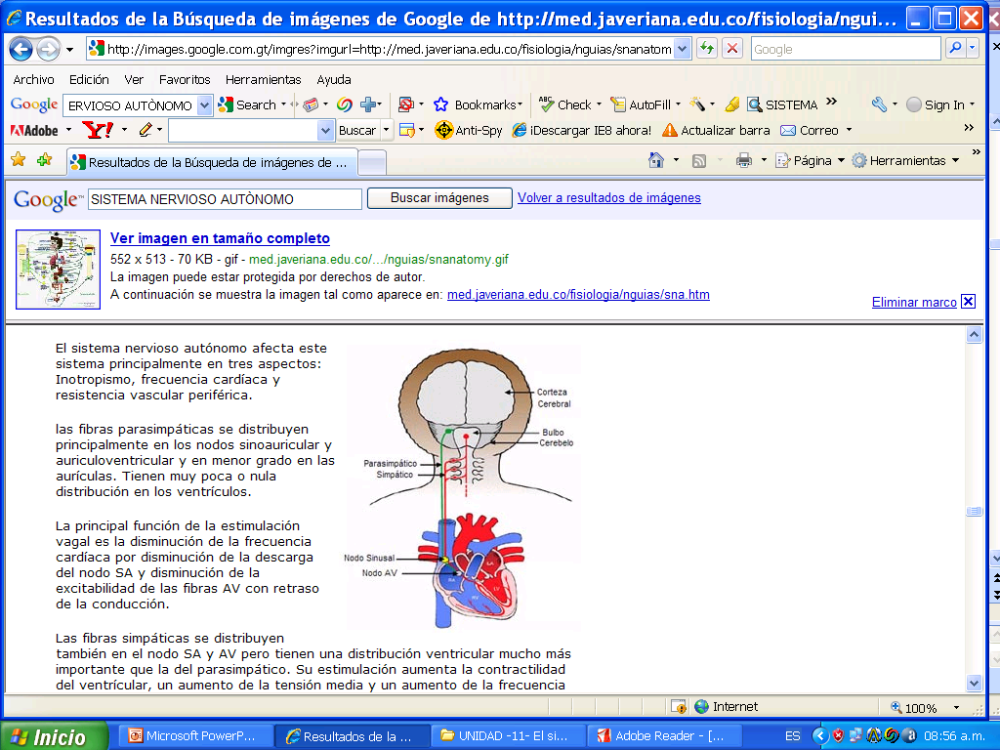 Resultados de la Búsqueda de imágenes de Google de http://med.javeriana.edu.co/fisiologia/ngui...
http://images.google.com.gt/imgres?imgurl=http://med.javeriana.edu.co/fisiologia/nguias/snanatom
Google
Archivo Edición Ver Favoritos Herramientas Ayuda
Google ERVIOSO AUTÒNOMO Search Bookmarks ABC Check AutoFill SISTEMA » Sign In
Adobe Y! Buscar Anti-Spy ¡Descargar IE8 ahora! Actualizar barra Correo »
Resultados de la Búsqueda de imágenes de ... Página Herramientas »
Google™ SISTEMA NERVIOSO AUTÒNOMO Buscar imágenes Volver a resultados de imágenes
Ver imagen en tamaño completo
552 x 513 - 70 KB - gif - med.javeriana.edu.co/.../nguias/snanatomy.gif
La imagen puede estar protegida por derechos de autor.
A continuación se muestra la imagen tal como aparece en: med.javeriana.edu.co/fisiologia/nguias/sna.htm
Eliminar marco
El sistema nervioso autónomo afecta este
sistema principalmente en tres aspectos:
Inotropismo, frecuencia cardíaca y
resistencia vascular periférica.
las fibras parasimpáticas se distribuyen
principalmente en los nodos sinoauricular y
auriculoventricular y en menor grado en las
aurículas. Tienen muy poca o nula
distribución en los ventrículos.
La principal función de la estimulación
vagal es la disminución de la frecuencia
cardíaca por disminución de la descarga
del nodo SA y disminución de la
excitabilidad de las fibras AV con retraso
de la conducción.
Las fibras simpáticas se distribuyen
también en el nodo SA y AV pero tienen una distribución ventricular mucho más
importante que la del parasimpático. Su estimulación aumenta la contractilidad
del ventrícular, un aumento de la tensión media y un aumento de la frecuencia
Corteza
Cerebral
Bulbo
Cerebelo
Parasimpático
Simpático
Nodo Sinusal
Nodo AV
Internet 100%
Inicio Microsoft PowerP... Resultados de la ... UNIDAD -11- El si... Adobe Reader - [... ES 08:56 a.m.